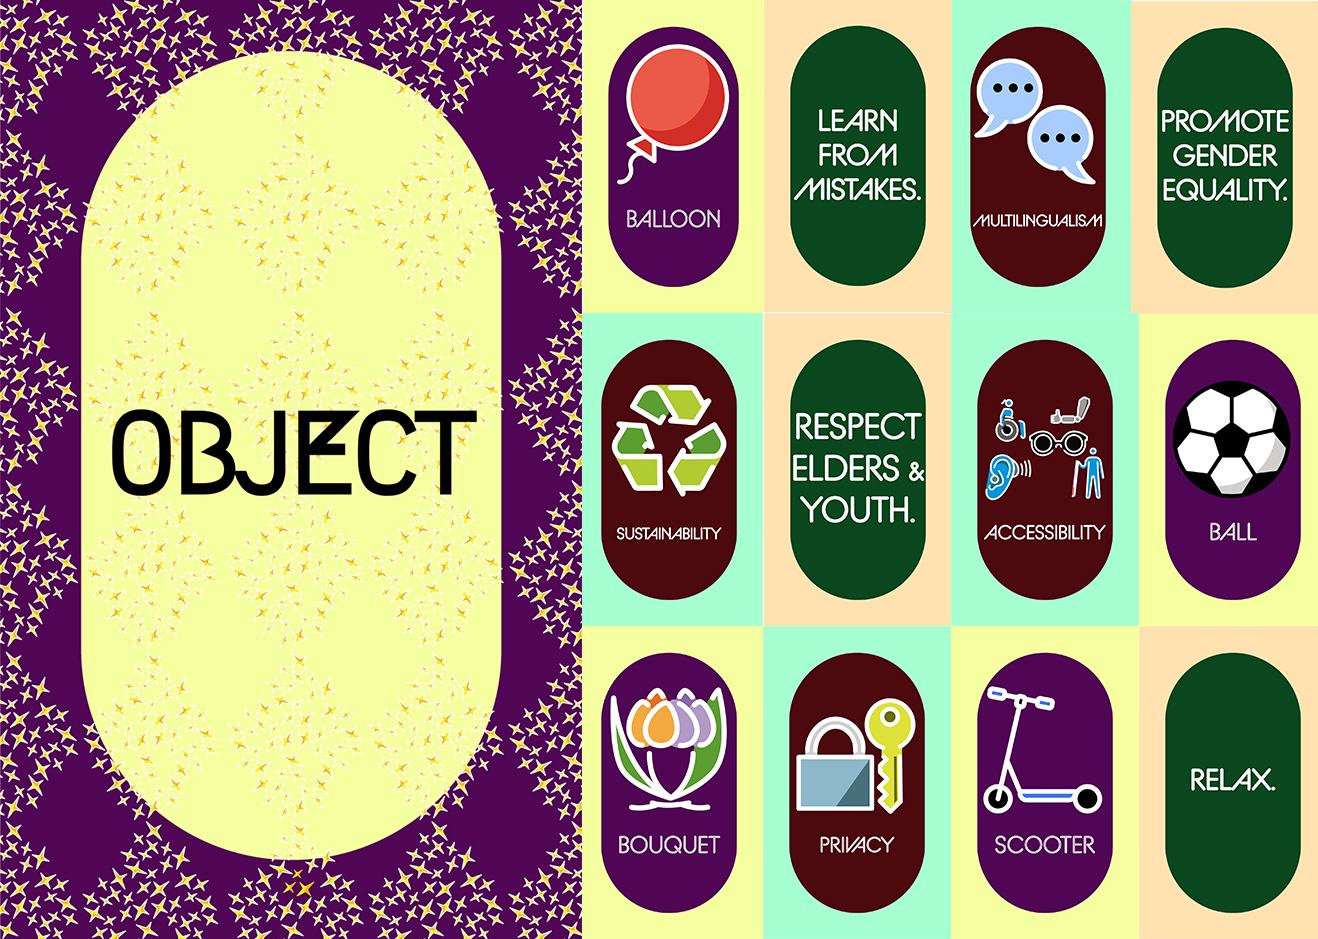 OBJECT
BALLOON
LEARN
FROM
MISTAKES.
MULTILINGUALISM
PROMOTE
GENDER
EQUALITY.
SUSTAINABILITY
RESPECT
ELDERS &
YOUTH.
ACCESSIBILITY
BALL
BOUQUET
PRIVACY
SCOOTER
RELAX.